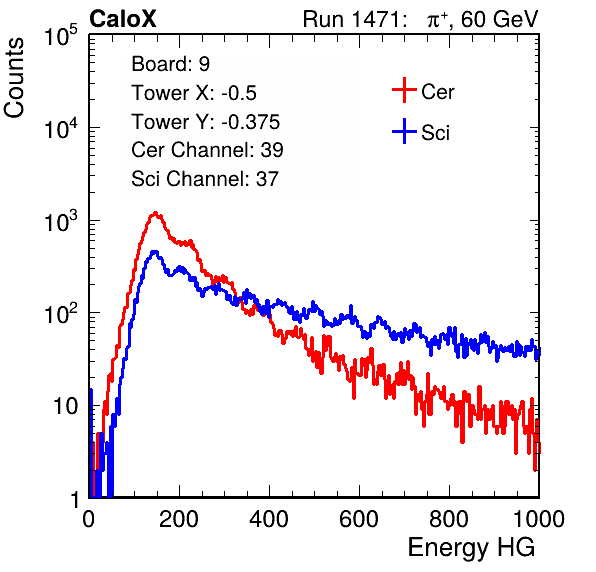 CaloX Run 1471: π⁺, 60 GeV
Counts
Board: 9
Tower X: -0.5
Tower Y: -0.375
Cer Channel: 39
Sci Channel: 37
Cer
Sci
10⁵
10⁴
10³
10²
10
1
0 200 400 600 800 1000
Energy HG